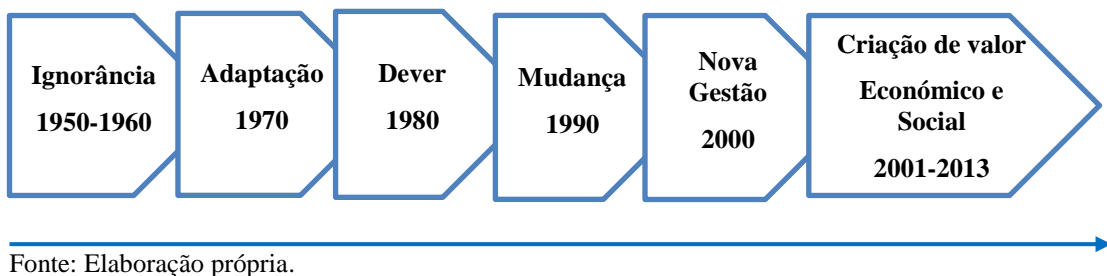 Ignorância
1950-1960
Adaptação
1970
Dever
1980
Mudança
1990
Nova
Gestão
2000
Criação de valor
Económico e
Social
2001-2013
Fonte: Elaboração própria.